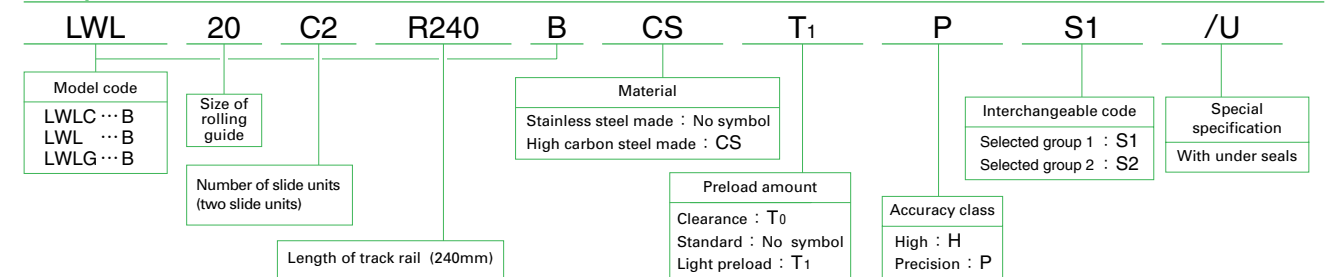 LWL 20 C2 R240 B CS T1 P S1 /U
Model code
LWLC…B
LWL …B
LWLG…B
Size of
rolling
guide
Number of slide units
(two slide units)
Length of track rail (240mm)
Material
Stainless steel made : No symbol
High carbon steel made : CS
Preload amount
Clearance : T0
Standard : No symbol
Light preload : T1
Accuracy class
High : H
Precision : P
Interchangeable code
Selected group 1 : S1
Selected group 2 : S2
Special
specification
With under seals